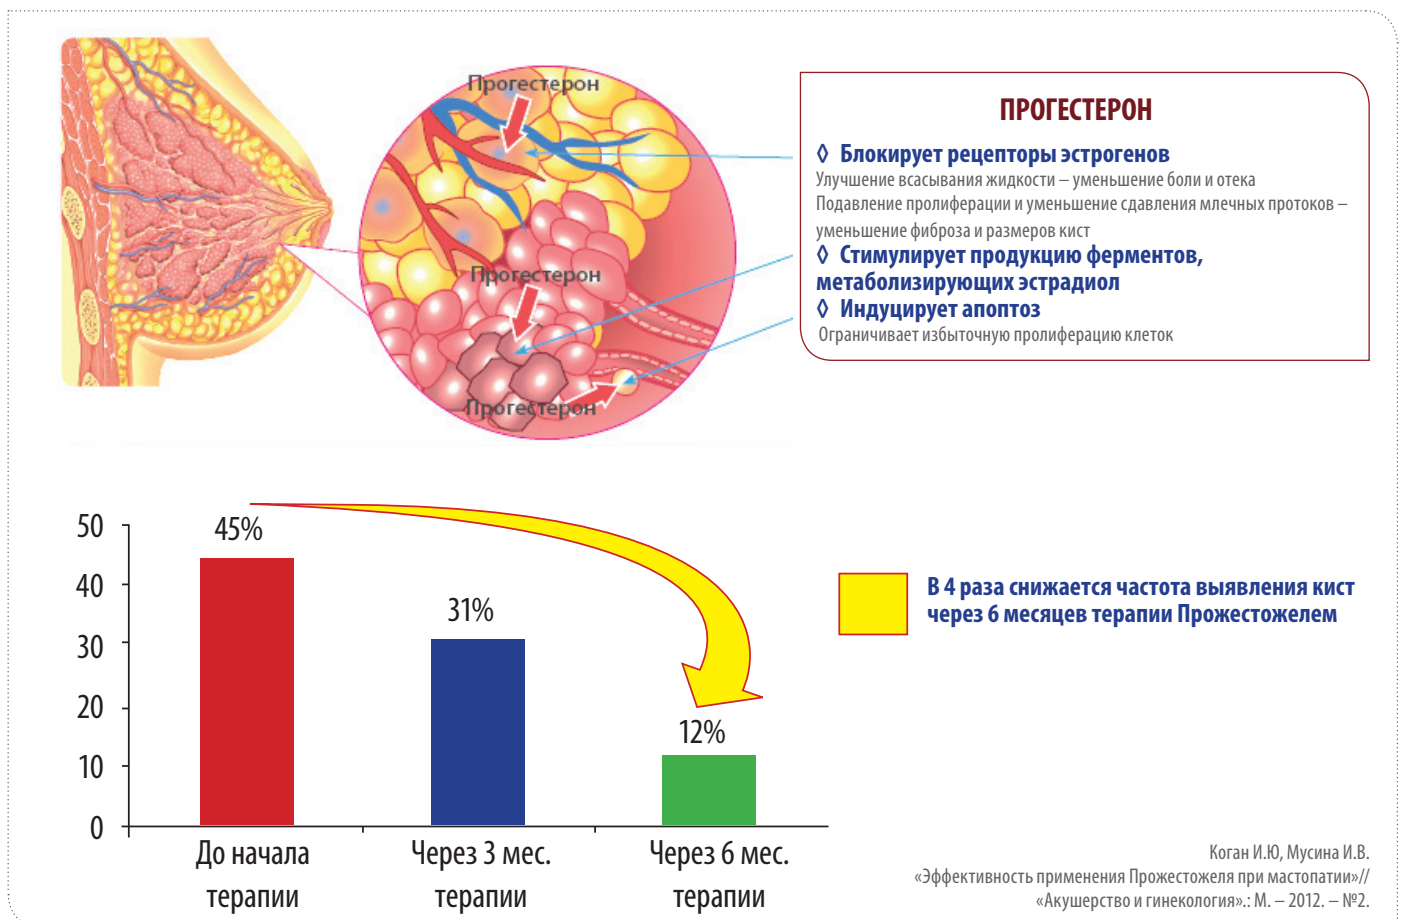 Прогестерон
Прогестерон
Прогестерон
ПРОГЕСТЕРОН
◊ Блокирует рецепторы эстрогенов
Улучшение всасывания жидкости – уменьшение боли и отека
Подавление пролиферации и уменьшение сдавления млечных протоков –
уменьшение фиброза и размеров кист
◊ Стимулирует продукцию ферментов,
метаболизирующих эстрадиол
◊ Индуцирует апоптоз
Ограничивает избыточную пролиферацию клеток
50
40
30
20
10
0
45%
31%
12%
До начала
терапии
Через 3 мес.
терапии
Через 6 мес.
терапии
В 4 раза снижается частота выявления кист
через 6 месяцев терапии Прожестожелем
Коган И.Ю, Мусина И.В.
«Эффективность применения Прожестожеля при мастопатии»//
«Акушерство и гинекология».: М. – 2012. – №2.